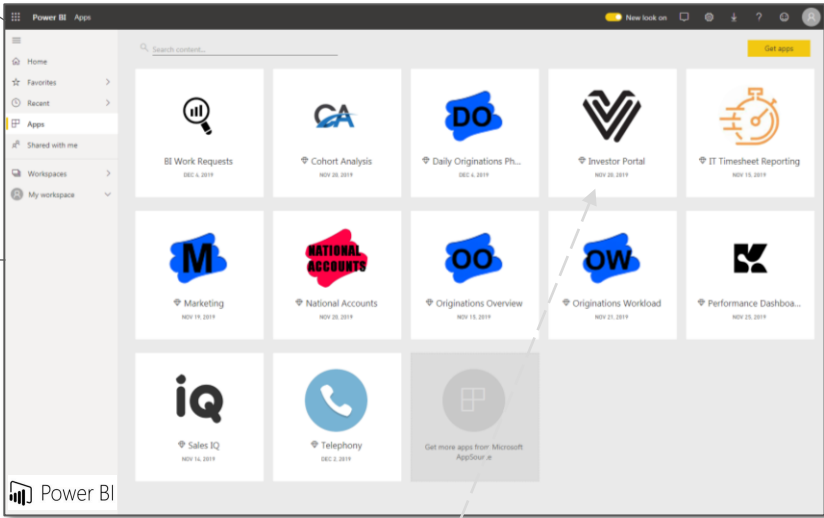 Power BI Apps
New look on
Home
Favorites
Recent
Apps
Shared with me
Workspaces
My workspace
Search content...
Get apps
BI Work Requests
DEC 4, 2019
CA
Cohort Analysis
NOV 20, 2019
DO
Daily Originations Ph...
DEC 4, 2019
Investor Portal
NOV 20, 2019
IT Timesheet Reporting
NOV 15, 2019
M
Marketing
NOV 19, 2019
NATIONAL
ACCOUNTS
National Accounts
NOV 20, 2019
OO
Originations Overview
NOV 15, 2019
OW
Originations Workload
NOV 21, 2019
K
Performance Dashboa...
NOV 25, 2019
iQ
Sales IQ
NOV 14, 2019
Telephony
DEC 2, 2019
Get more apps from Microsoft
AppSour
Power BI